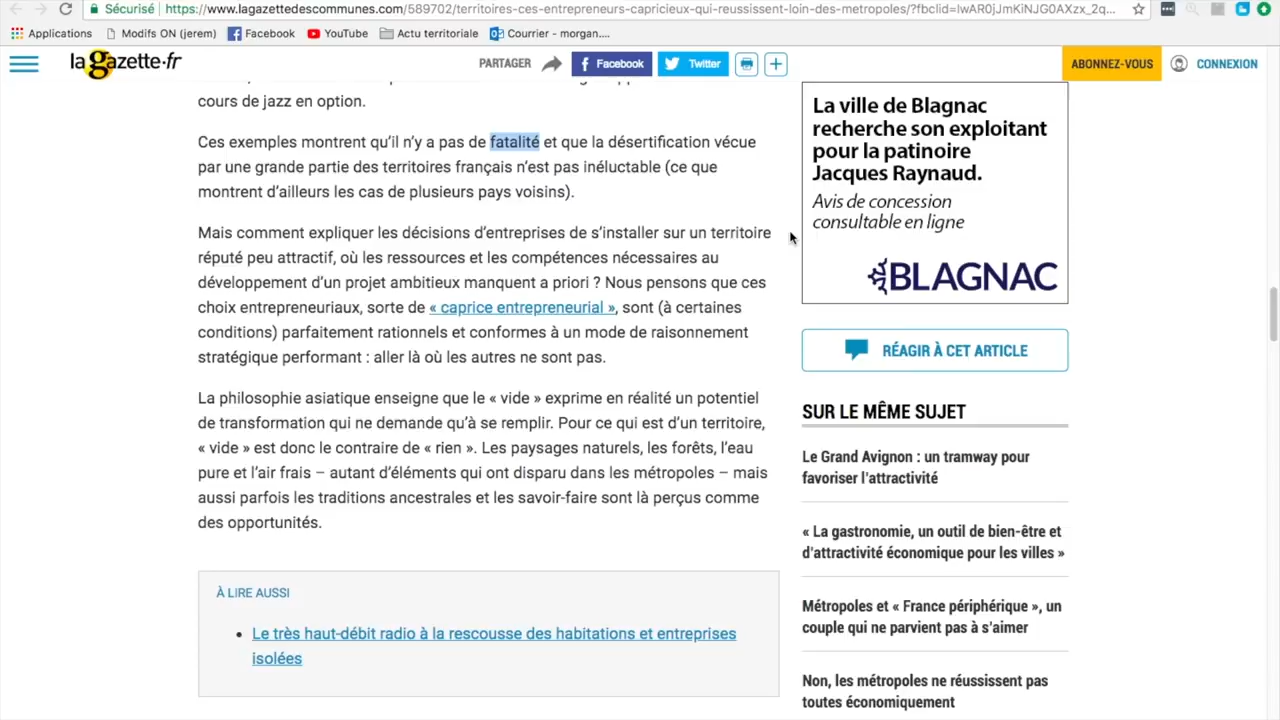 Sécurisé https://www.lagazettedescommunes.com/589702/territoires-ces-entrepreneurs-capricieux-qui-reussissent-loin-des-metropoles/?fbclid=IwAR0jJmKiNJG0AXzx_2q...
Applications Modifs ON (jerem) Facebook YouTube Actu territoriale Courrier - morgan....
la gazette.fr PARTAGER Facebook Twitter ABONNEZ-VOUS CONNEXION
cours de jazz en option.
Ces exemples montrent qu'il n'y a pas de fatalité et que la désertification vécue
par une grande partie des territoires français n'est pas inéluctable (ce que
montrent d'ailleurs les cas de plusieurs pays voisins).
Mais comment expliquer les décisions d'entreprises de s'installer sur un territoire
réputé peu attractif, où les ressources et les compétences nécessaires au
développement d'un projet ambitieux manquent a priori ? Nous pensons que ces
choix entrepreneuriaux, sorte de « caprice entrepreneurial », sont (à certaines
conditions) parfaitement rationnels et conformes à un mode de raisonnement
stratégique performant : aller là où les autres ne sont pas.
La philosophie asiatique enseigne que le « vide » exprime en réalité un potentiel
de transformation qui ne demande qu'à se remplir. Pour ce qui est d'un territoire,
« vide » est donc le contraire de « rien ». Les paysages naturels, les forêts, l'eau
pure et l'air frais – autant d'éléments qui ont disparu dans les métropoles – mais
aussi parfois les traditions ancestrales et les savoir-faire sont là perçus comme
des opportunités.
À LIRE AUSSI
Le très haut-débit radio à la rescousse des habitations et entreprises
isolées
La ville de Blagnac
recherche son exploitant
pour la patinoire
Jacques Raynaud.
Avis de concession
consultable en ligne
BLAGNAC
RÉAGIR À CET ARTICLE
SUR LE MÊME SUJET
Le Grand Avignon : un tramway pour
favoriser l'attractivité
« La gastronomie, un outil de bien-être et
d'attractivité économique pour les villes »
Métropoles et « France périphérique », un
couple qui ne parvient pas à s'aimer
Non, les métropoles ne réussissent pas
toutes économiquement